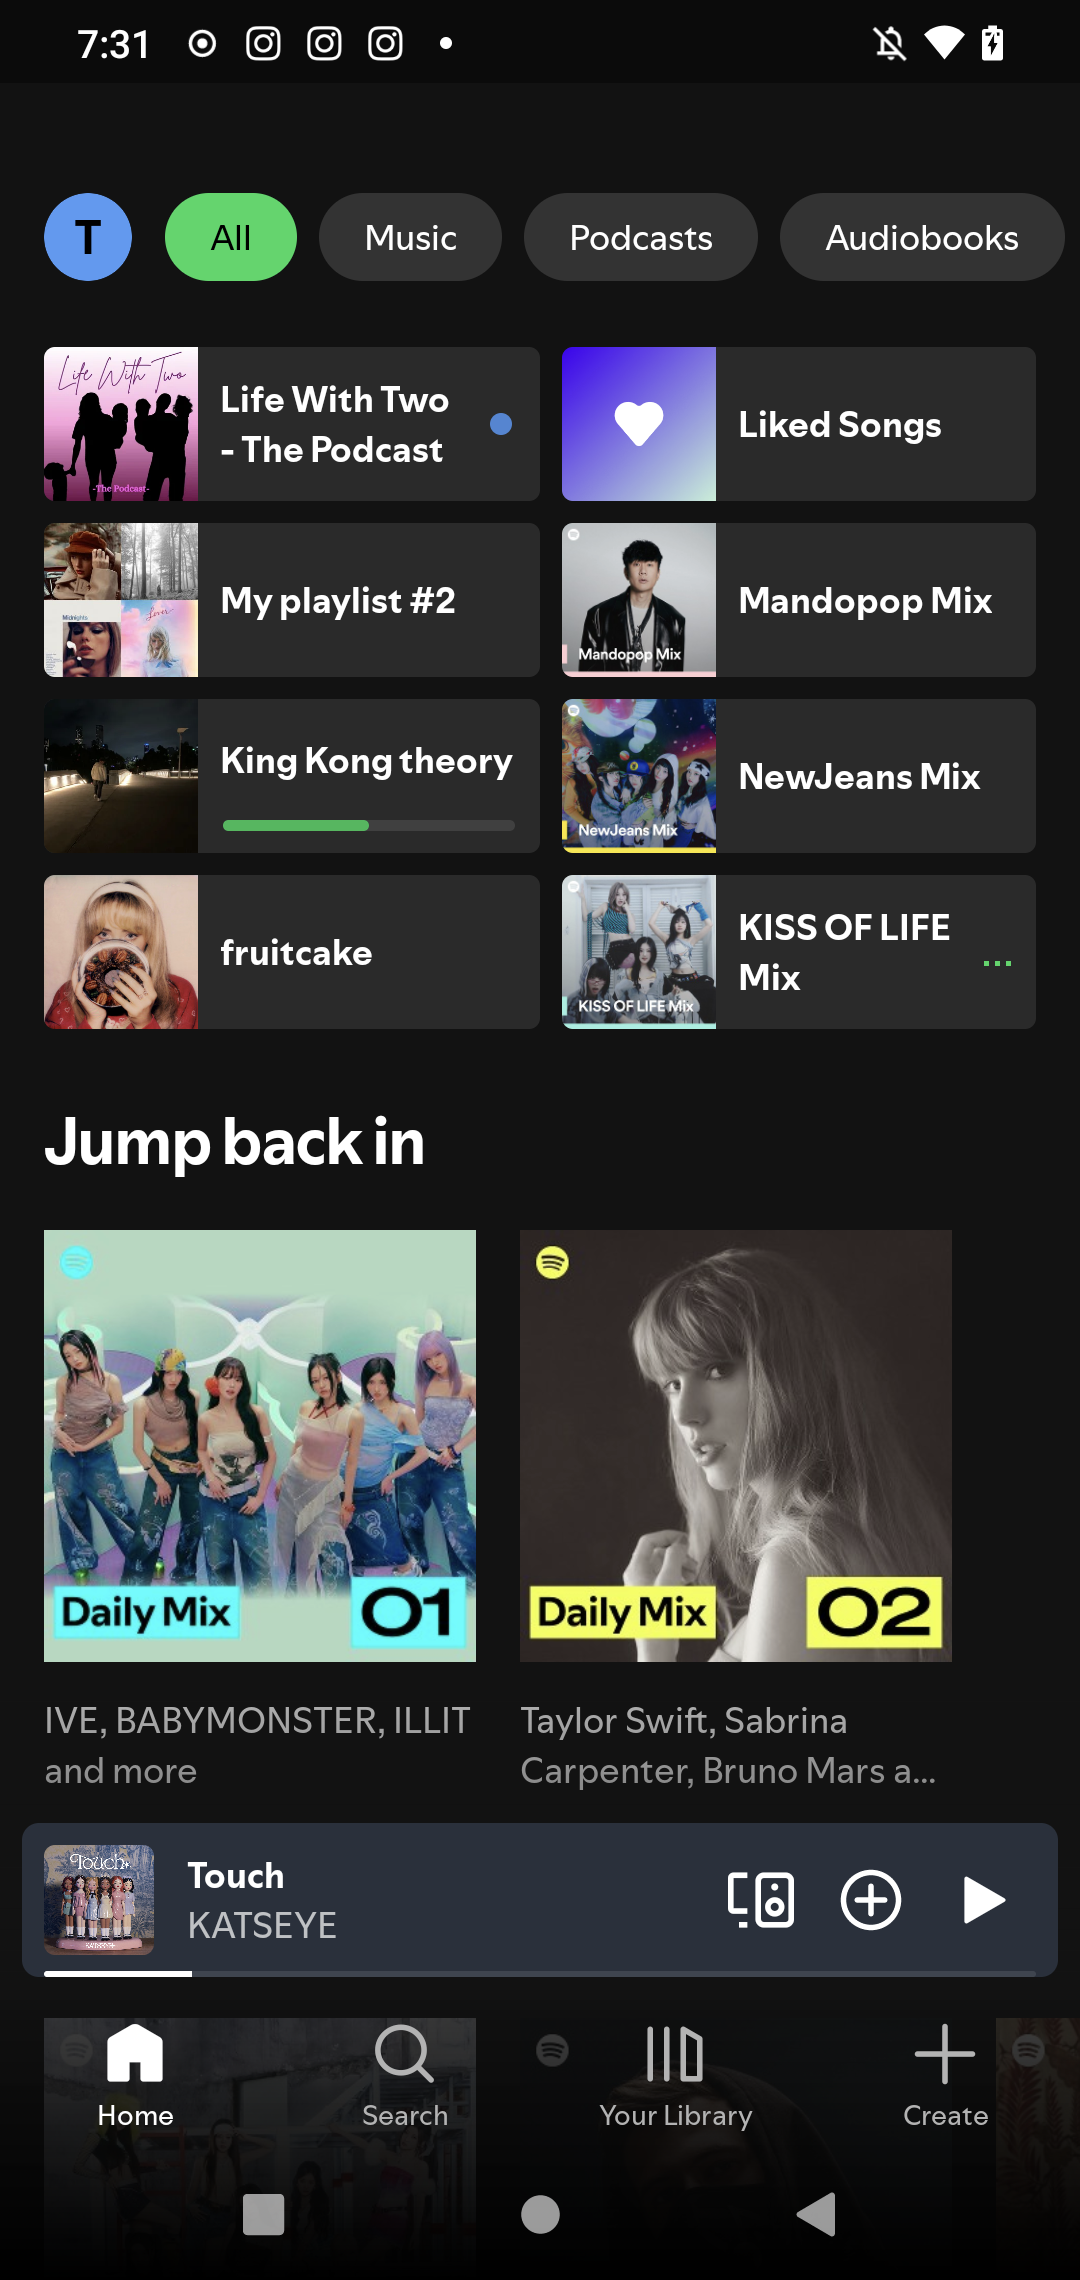 7:31
T
All
Music
Podcasts
Audiobooks
Life With Two
-The Podcast-
Life With Two
- The Podcast
Liked Songs
Midnights
Lover
My playlist #2
Mandopop Mix
Mandopop Mix
King Kong theory
NewJeans Mix
NewJeans Mix
fruitcake
KISS OF LIFE Mix
KISS OF LIFE
Mix
Jump back in
Daily Mix
01
Daily Mix
02
IVE, BABYMONSTER, ILLIT
and more
Taylor Swift, Sabrina
Carpenter, Bruno Mars a...
Touch
Touch
KATSEYE
Home
Search
Your Library
Create